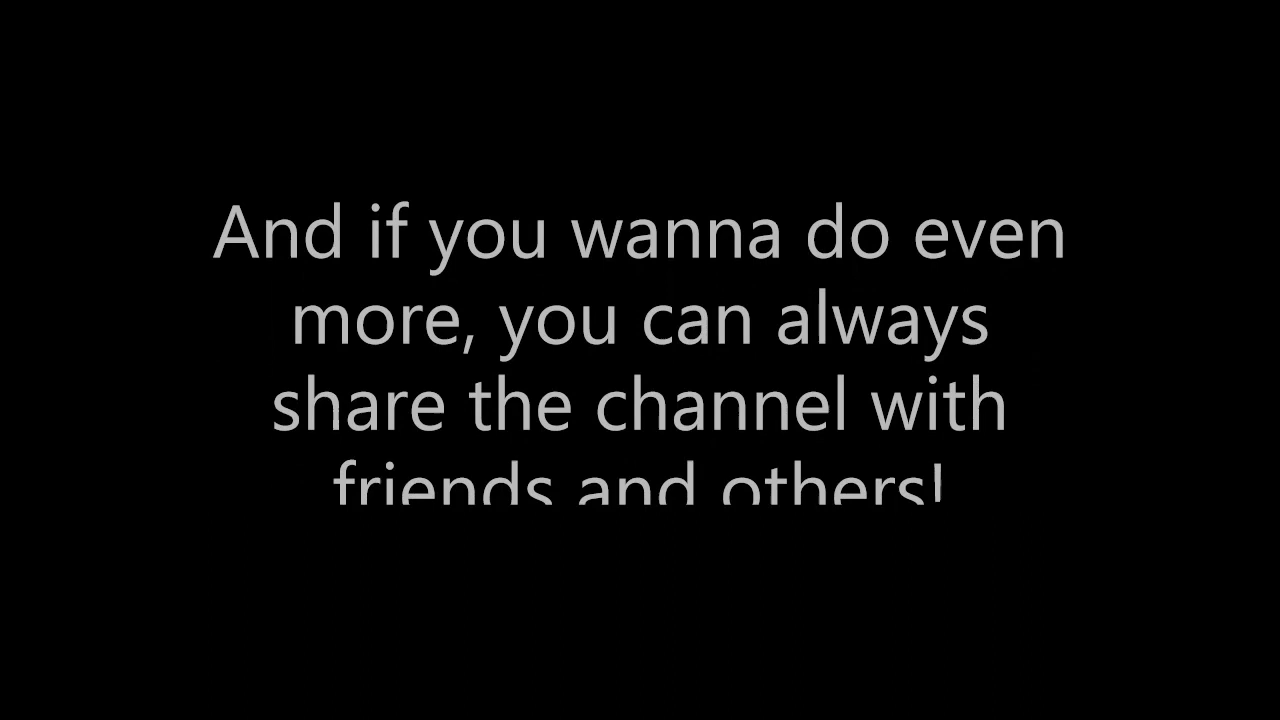 And if you wanna do even
more, you can always
share the channel with
friends and others!